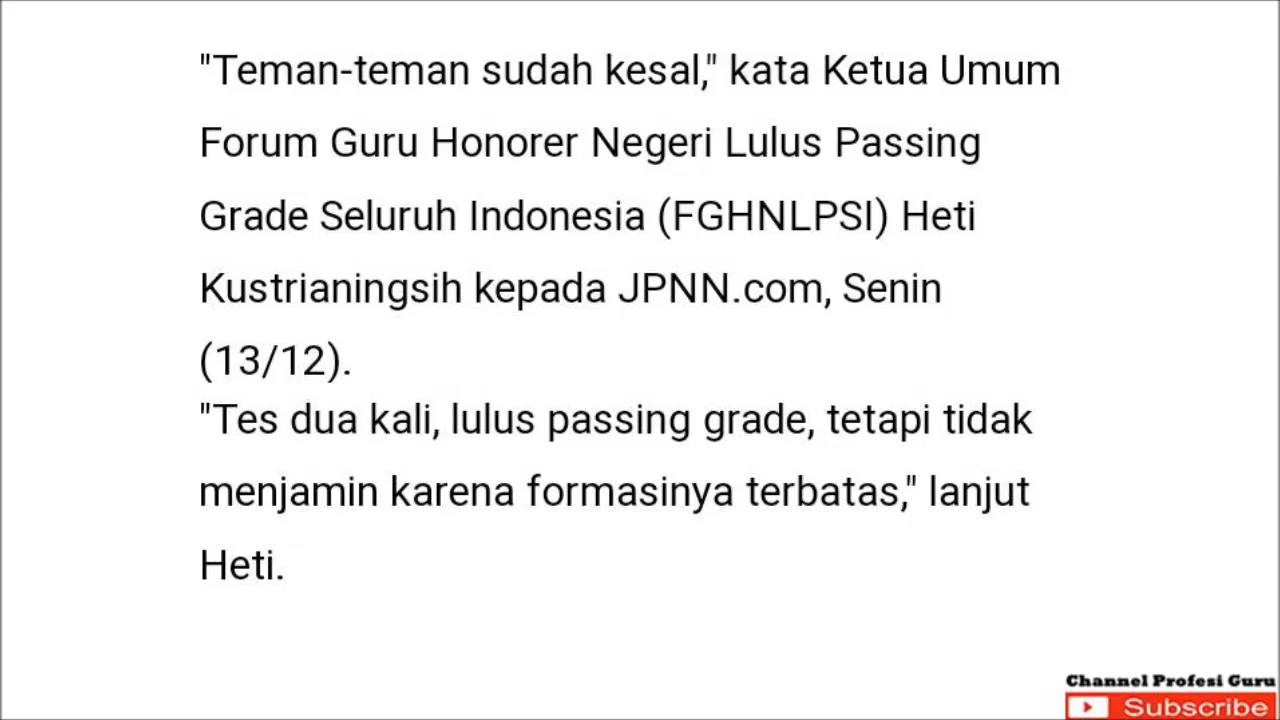 "Teman-teman sudah kesal," kata Ketua Umum
Forum Guru Honorer Negeri Lulus Passing
Grade Seluruh Indonesia (FGHNLPSI) Heti
Kustrianingsih kepada JPNN.com, Senin
(13/12).
"Tes dua kali, lulus passing grade, tetapi tidak
menjamin karena formasinya terbatas," lanjut
Heti.
Channel Profesi Guru
Subscribe